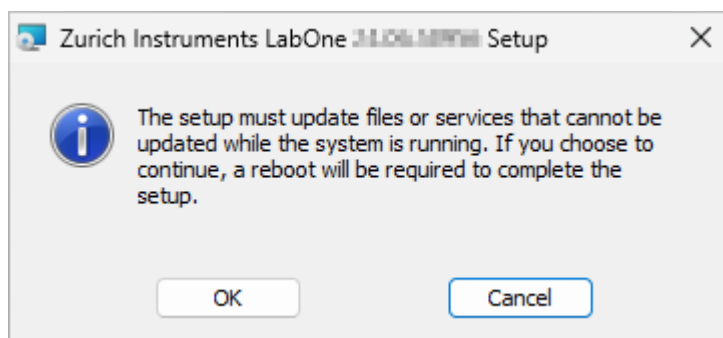 Zurich Instruments LabOne Setup
The setup must update files or services that cannot be
updated while the system is running. If you choose to
continue, a reboot will be required to complete the
setup.
OK Cancel